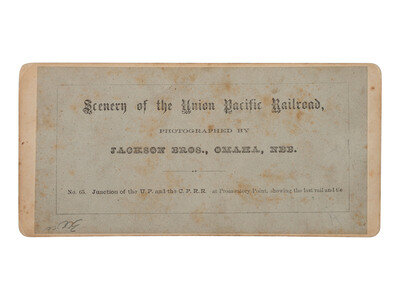 Scenery of the Union Pacific Railroad,
PHOTOGRAPHED BY
JACKSON BROS., OMAHA, NEB.
No. 65. Junction of the U. P. and the C. P. R. R. at Promontory Point, showing the last rail and tie